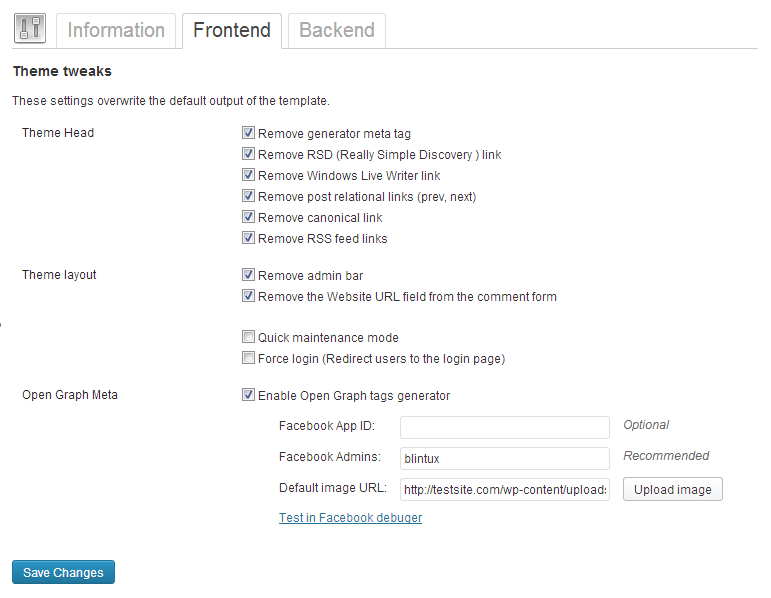 Information Frontend Backend
Theme tweaks
These settings overwrite the default output of the template.
Theme Head
Remove generator meta tag
Remove RSD (Really Simple Discovery ) link
Remove Windows Live Writer link
Remove post relational links (prev, next)
Remove canonical link
Remove RSS feed links
Theme layout
Remove admin bar
Remove the Website URL field from the comment form
Quick maintenance mode
Force login (Redirect users to the login page)
Open Graph Meta
Enable Open Graph tags generator
Facebook App ID: Optional
Facebook Admins: blintux Recommended
Default image URL: http://testsite.com/wp-content/uploads Upload image
Test in Facebook debuger
Save Changes